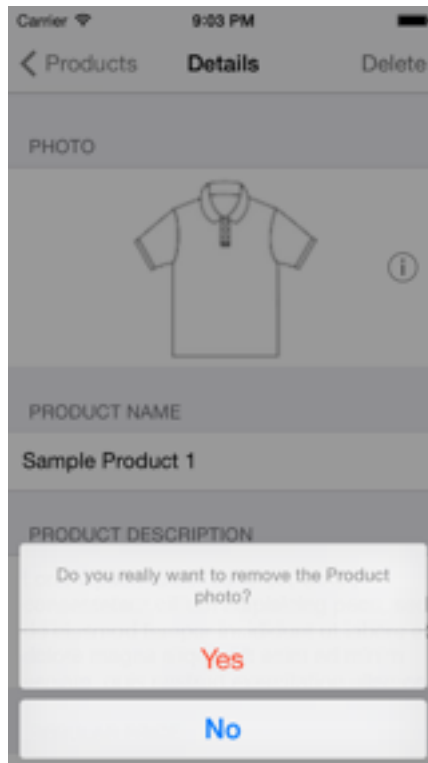 Carrier 9:03 PM
Products Details Delete
PHOTO
PRODUCT NAME
Sample Product 1
PRODUCT DESCRIPTION
Do you really want to remove the Product
photo?
Yes
No